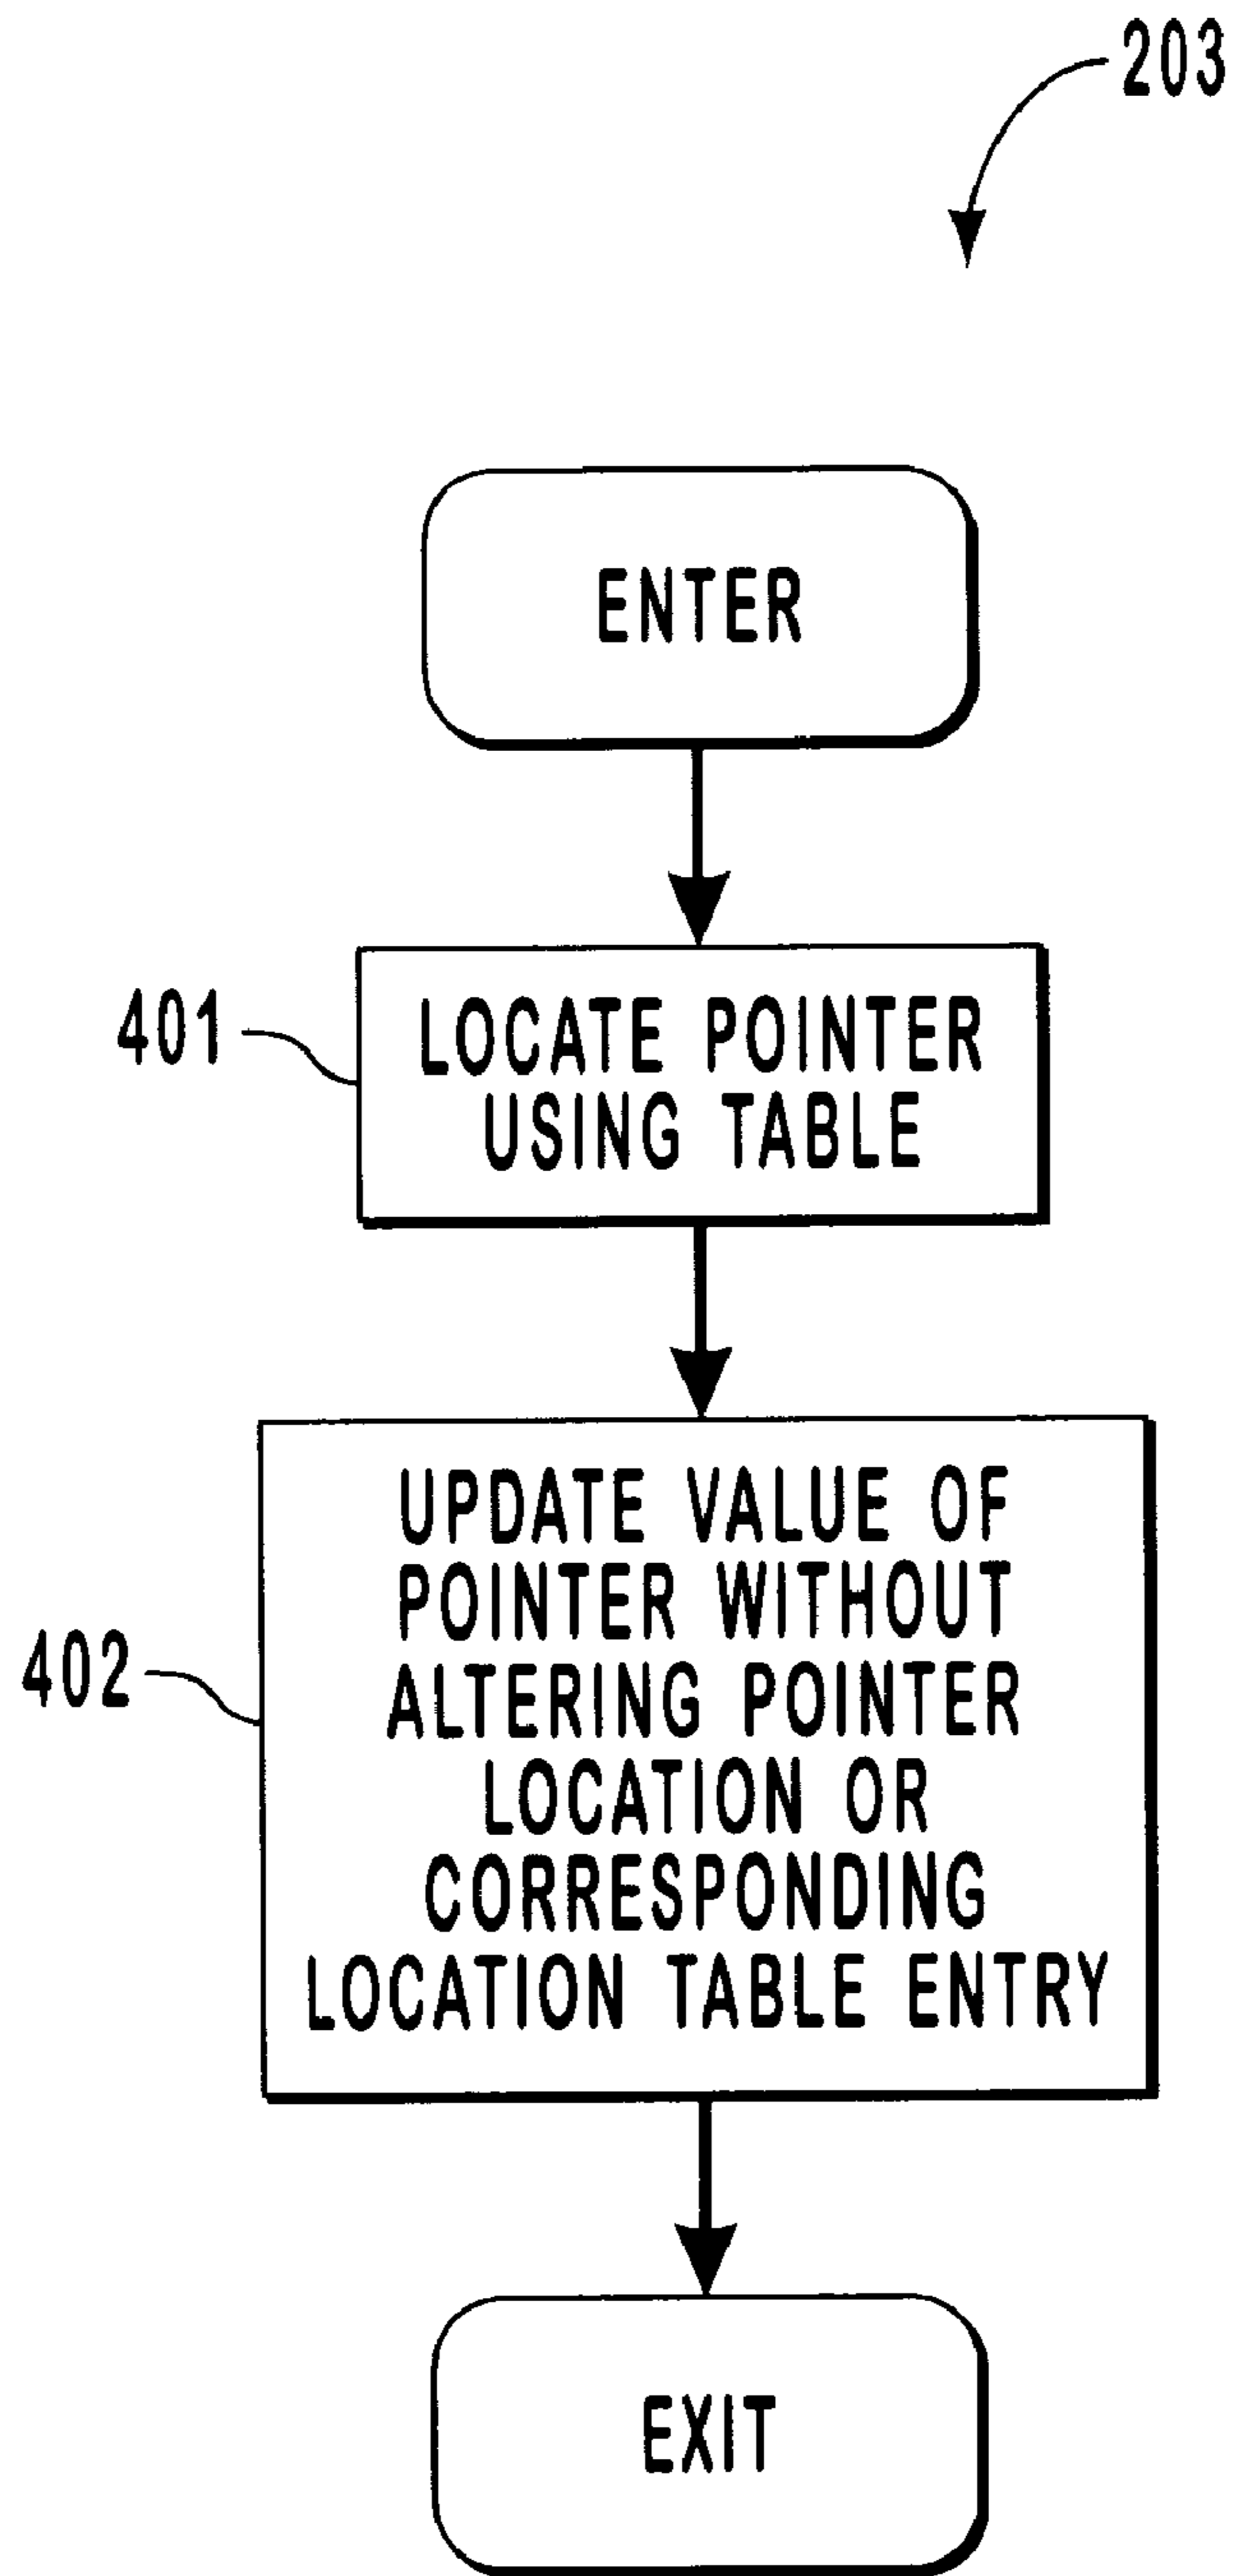 203
ENTER
401
LOCATE POINTER
USING TABLE
402
UPDATE VALUE OF
POINTER WITHOUT
ALTERING POINTER
LOCATION OR
CORRESPONDING
LOCATION TABLE ENTRY
EXIT